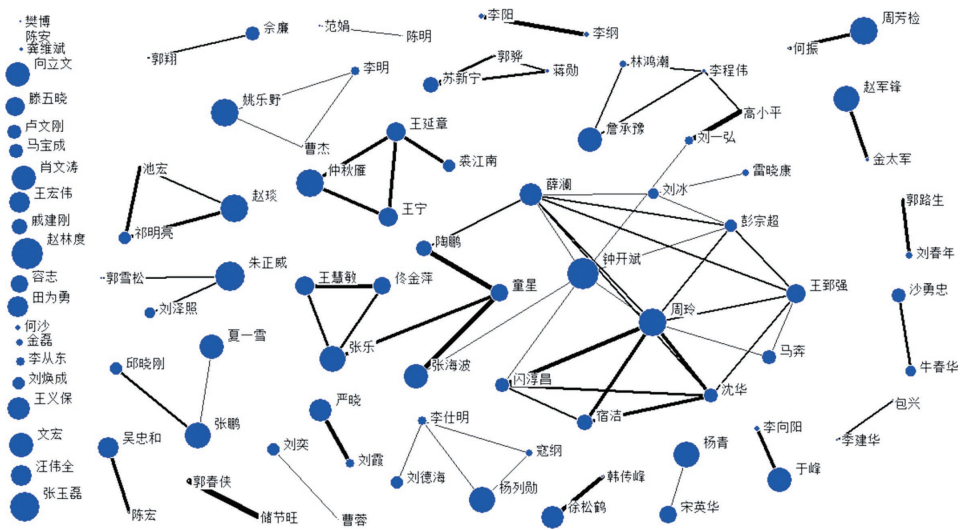 樊博
陈安
龚维斌
向立文
滕五晓
卢文刚
马宝成
肖文涛
王宏伟
戚建刚
赵林度
容志
田为勇
何沙
金磊
李从东
刘焕成
王义保
文宏
汪伟全
张玉磊
佘廉
郭翔
范娟
陈明
李阳
李纲
周芳检
何振
李明
姚乐野
曹杰
郭骅
苏新宁
蒋勋
林鸿潮
李程伟
高小平
詹承豫
刘一弘
赵军锋
金太军
王延章
仲秋雁
裘江南
王宁
池宏
赵琰
祁明亮
薛澜
刘冰
雷晓康
彭宗超
陶鹏
钟开斌
郭路生
刘春年
朱正威
郭雪松
刘泽照
王慧敏
佟金萍
童星
王郅强
沙勇忠
周玲
夏一雪
张乐
张海波
马奔
邱晓刚
闪淳昌
沈华
牛春华
张鹏
严晓
李仕明
宿洁
包兴
吴忠和
刘奕
刘霞
寇纲
杨青
李向阳
李建华
郭春侠
刘德海
杨列勋
韩传峰
于峰
陈宏
储节旺
曹蓉
徐松鹤
宋英华